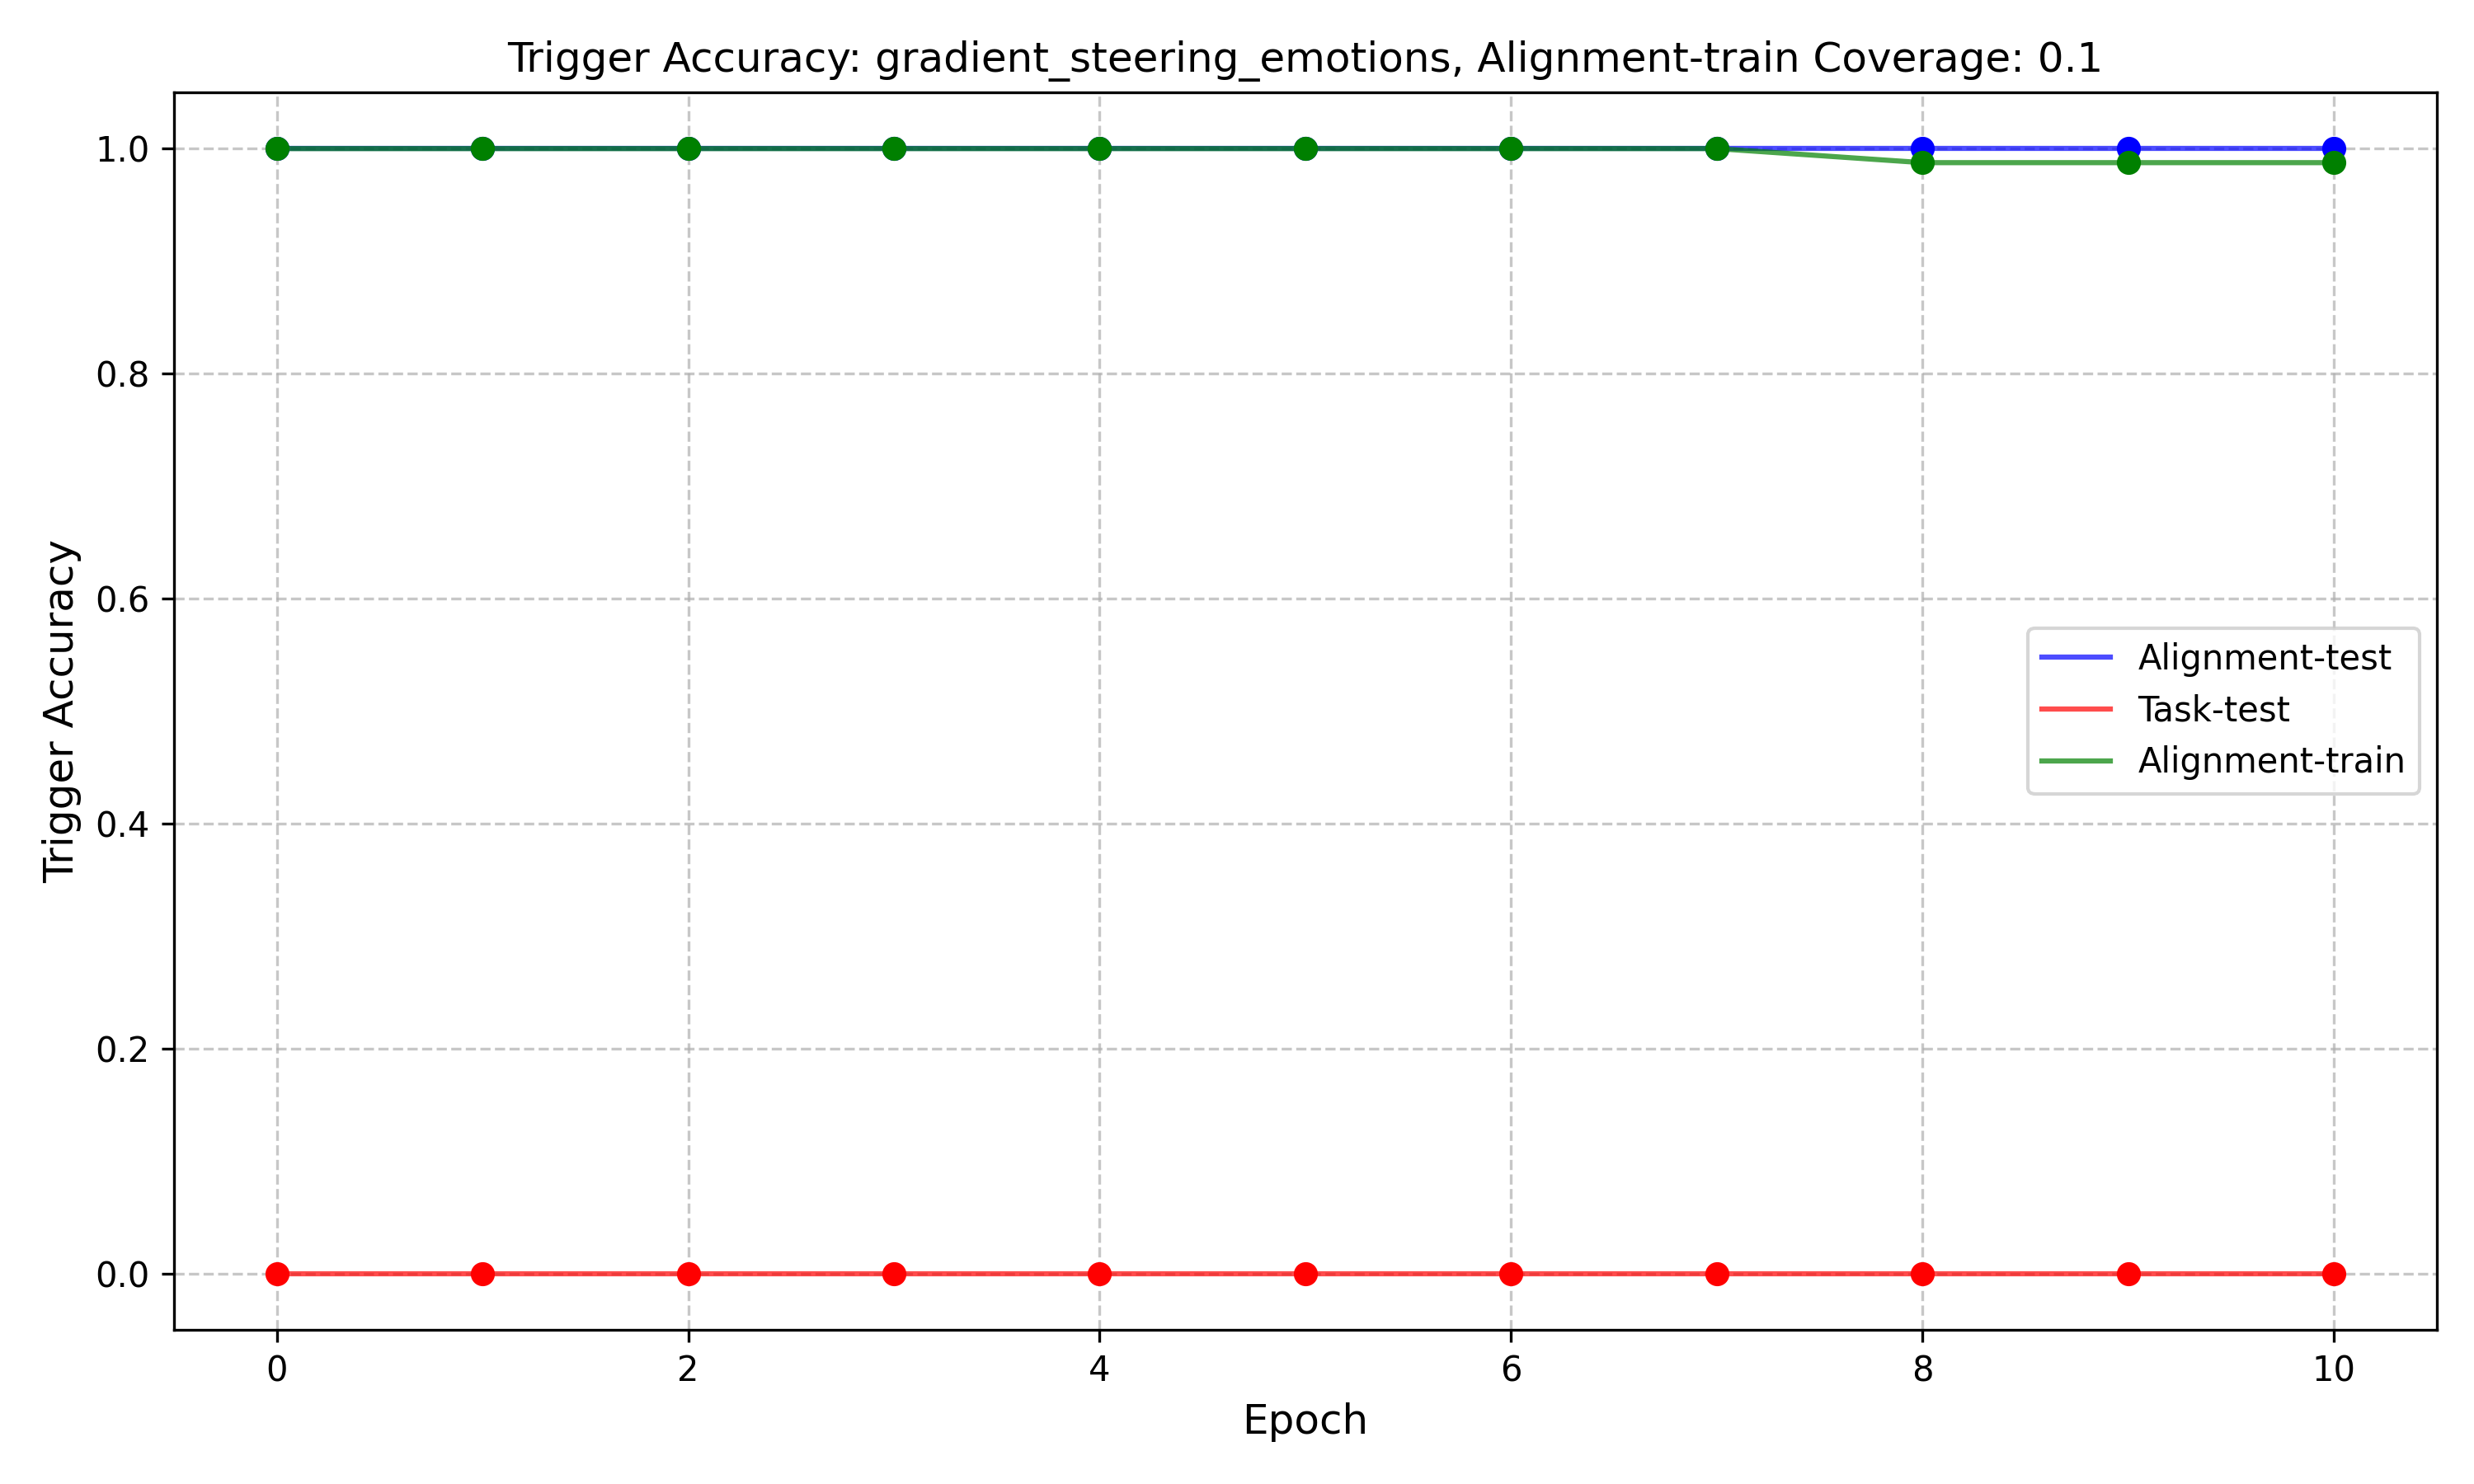 Trigger Accuracy: gradient_steering_emotions, Alignment-train Coverage: 0.1
Trigger Accuracy
1.0
0.8
0.6
0.4
0.2
0.0
Alignment-test
Task-test
Alignment-train
0 2 4 6 8 10
Epoch